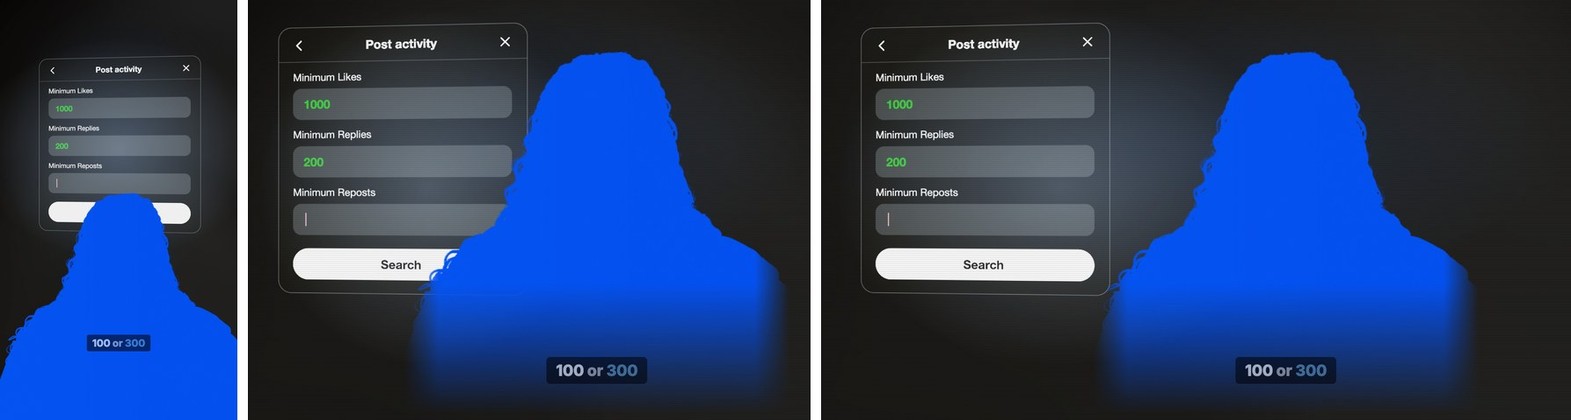 Post activity
Minimum Likes
1000
Minimum Replies
200
Minimum Reposts
100 or 300
Post activity
Minimum Likes
1000
Minimum Replies
200
Minimum Reposts
Search
100 or 300
Post activity
Minimum Likes
1000
Minimum Replies
200
Minimum Reposts
Search
100 or 300